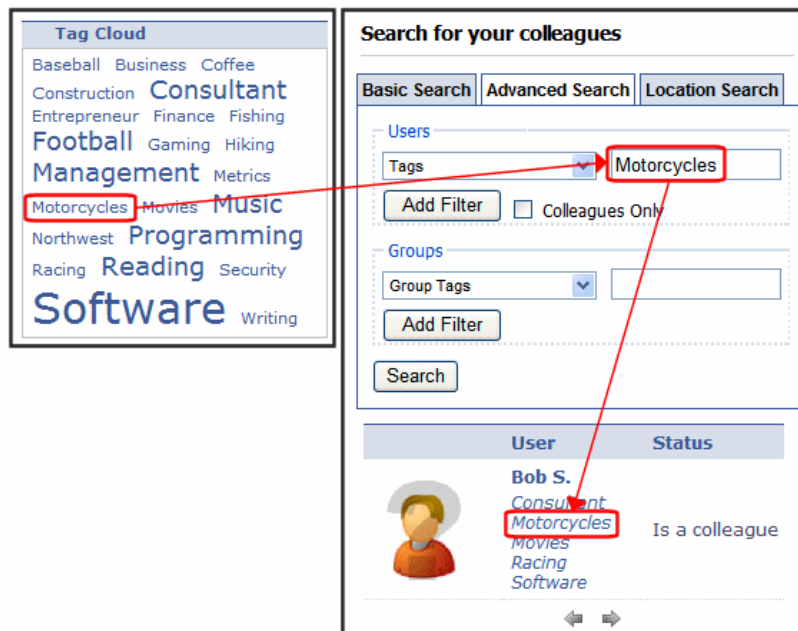 Tag Cloud
Baseball Business Coffee
Construction Consultant
Entrepreneur Finance Fishing
Football Gaming Hiking
Management Metrics
Motorcycles Movies Music
Northwest Programming
Racing Reading Security
Software Writing
Search for your colleagues
Basic Search Advanced Search Location Search
Users
Tags Motorcycles
Add Filter Colleagues Only
Groups
Group Tags
Add Filter
Search
User Status
Bob S.
Consultant
Motorcycles
Is a colleague
Movies
Racing
Software